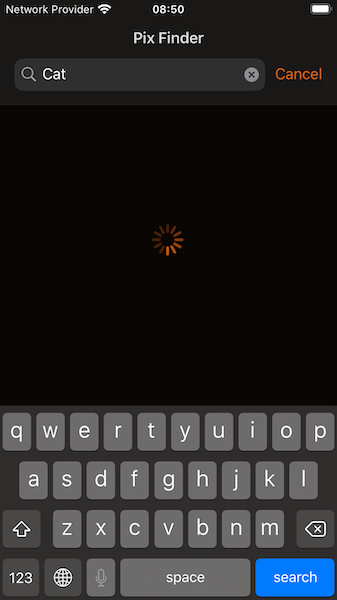 Network Provider 08:50
Pix Finder
Cat Cancel
q w e r t y u i o p
a s d f g h j k l
z x c v b n m
123 space search